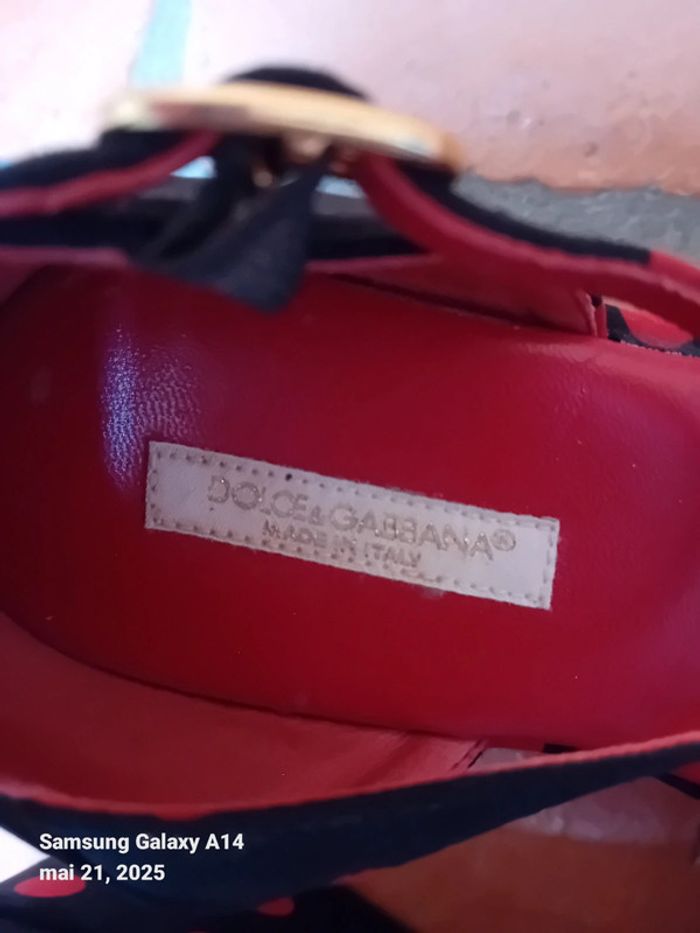 DOLCE&GABBANA®
MADE IN ITALY
Samsung Galaxy A14
mai 21, 2025